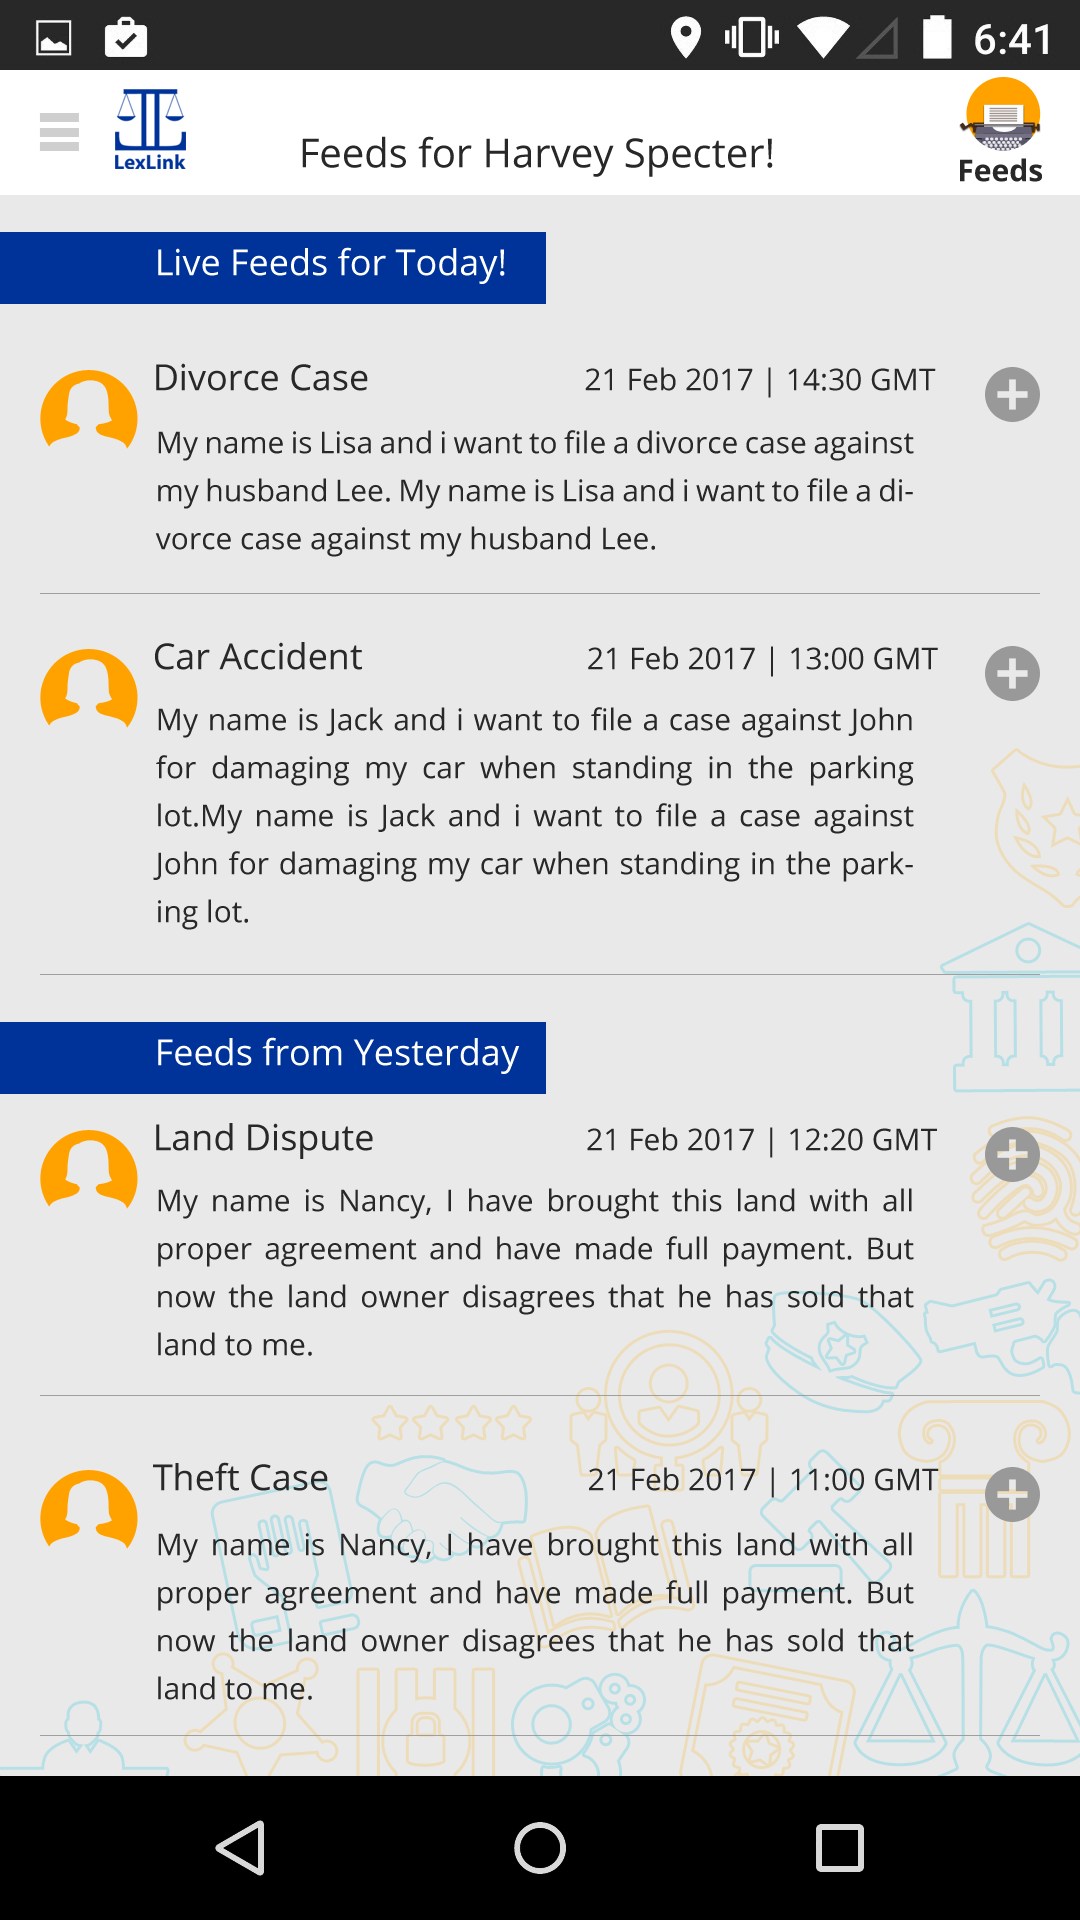 6:41
LexLink
Feeds for Harvey Specter!
Feeds
Live Feeds for Today!
Divorce Case 21 Feb 2017 | 14:30 GMT
My name is Lisa and i want to file a divorce case against
my husband Lee. My name is Lisa and i want to file a di-
vorce case against my husband Lee.
Car Accident 21 Feb 2017 | 13:00 GMT
My name is Jack and i want to file a case against John
for damaging my car when standing in the parking
lot.My name is Jack and i want to file a case against
John for damaging my car when standing in the park-
ing lot.
Feeds from Yesterday
Land Dispute 21 Feb 2017 | 12:20 GMT
My name is Nancy, I have brought this land with all
proper agreement and have made full payment. But
now the land owner disagrees that he has sold that
land to me.
Theft Case 21 Feb 2017 | 11:00 GMT
My name is Nancy, I have brought this land with all
proper agreement and have made full payment. But
now the land owner disagrees that he has sold that
land to me.